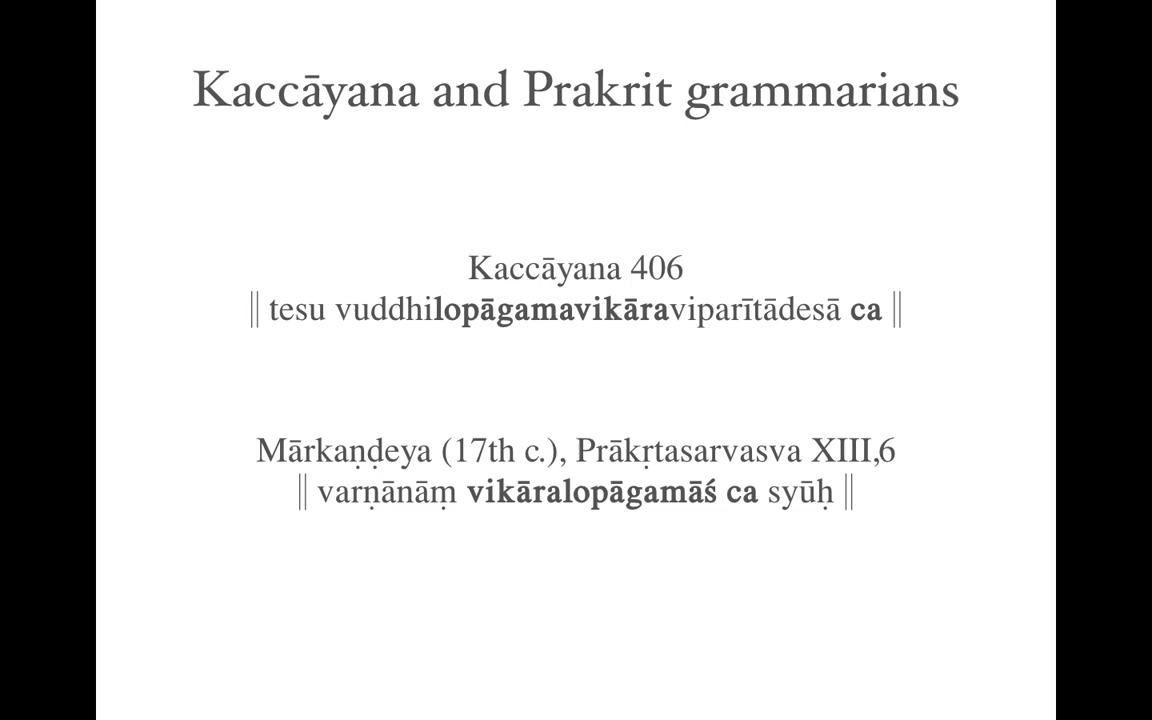 Kaccāyana and Prakrit grammarians
Kaccāyana 406
|| tesu vuddhilopāgamavikāraviparītādesā ca ||
Mārkaṇḍeya (17th c.), Prākṛtasarvasva XIII,6
|| varṇānāṃ vikāralopāgamāś ca syūḥ ||